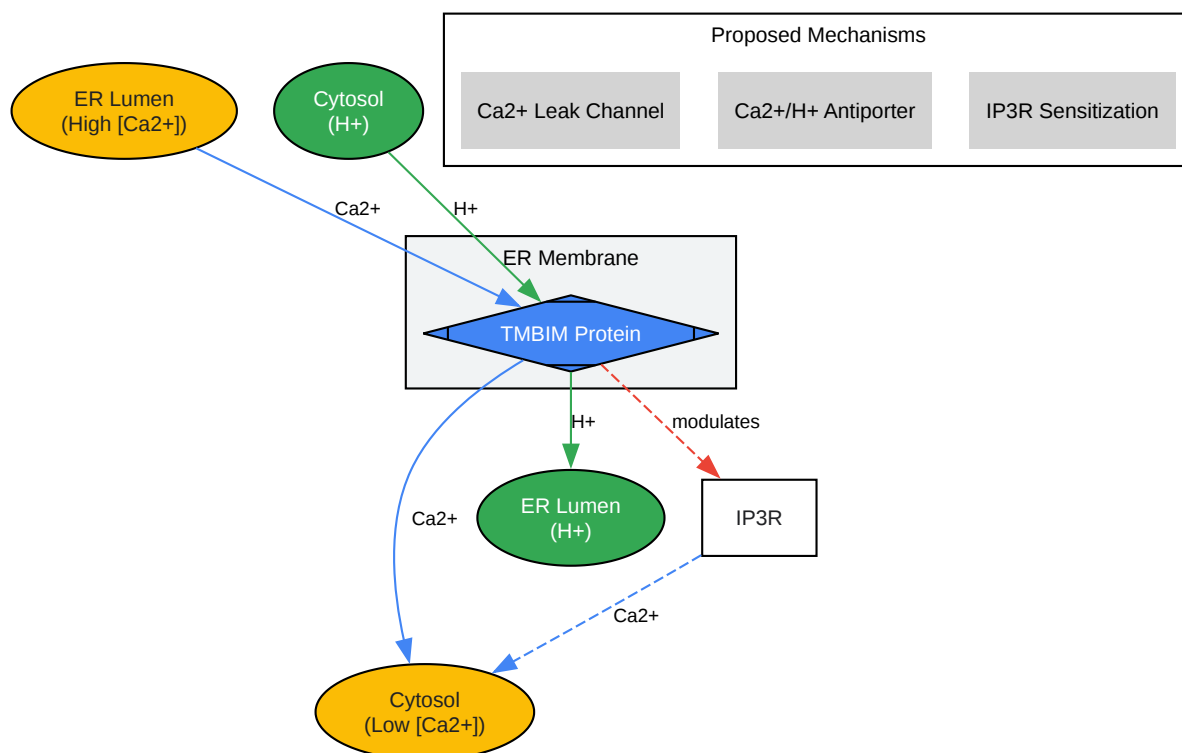 Proposed Mechanisms
ER Lumen
(High [Ca2+])
Cytosol
(H+)
Ca2+ Leak Channel
Ca2+/H+ Antiporter
IP3R Sensitization
Ca2+
H+
ER Membrane
TMBIM Protein
H+
modulates
Ca2+
ER Lumen
(H+)
IP3R
Ca2+
Cytosol
(Low [Ca2+])